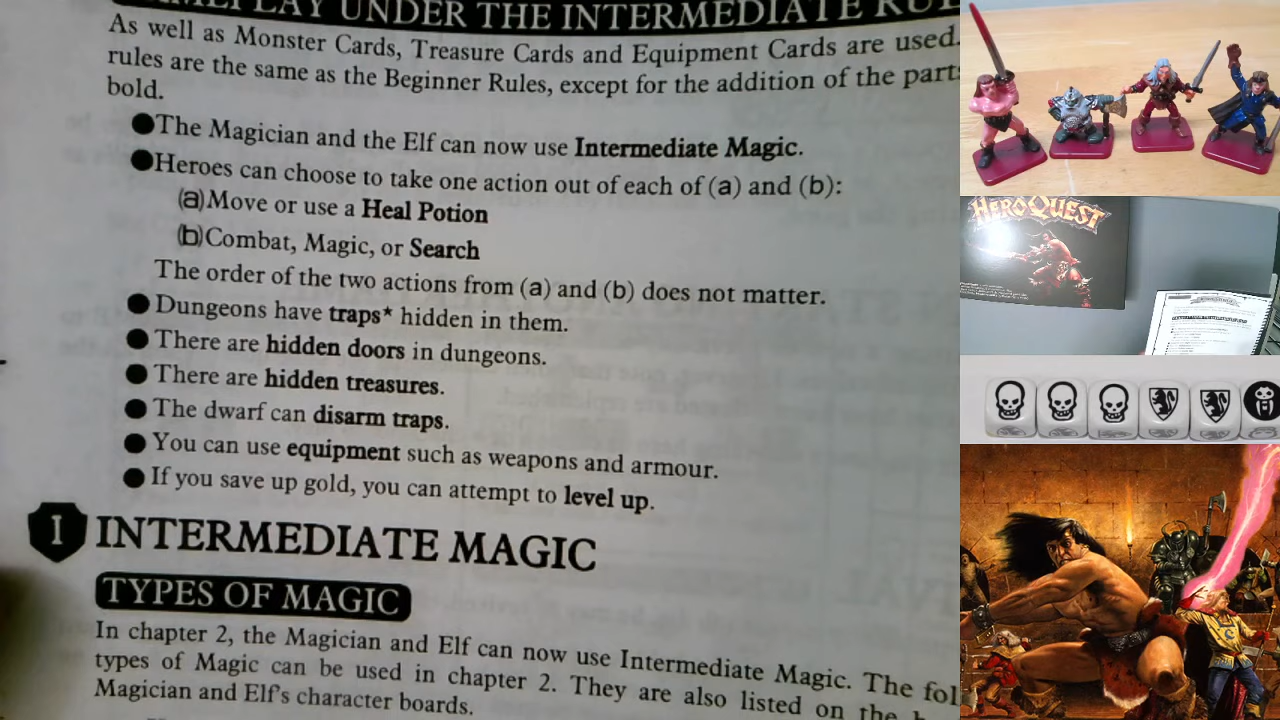 UNDER THE INTERMEDIATE
As well as Monster Cards, Treasure Cards and Equipment Cards are used.
rules are the same as the Beginner Rules, except for the addition of the parts
bold.
●The Magician and the Elf can now use Intermediate Magic.
●Heroes can choose to take one action out of each of (a) and (b):
(a)Move or use a Heal Potion
(b)Combat, Magic, or Search
The order of the two actions from (a) and (b) does not matter.
● Dungeons have traps* hidden in them.
● There are hidden doors in dungeons.
● There are hidden treasures.
● The dwarf can disarm traps.
● You can use equipment such as weapons and armour.
● If you save up gold, you can attempt to level up.
I INTERMEDIATE MAGIC
TYPES OF MAGIC
In chapter 2, the Magician and Elf can now use Intermediate Magic. The fol
types of Magic can be used in chapter 2. They are also listed on the
Magician and Elf's character boards.
HEROQUEST